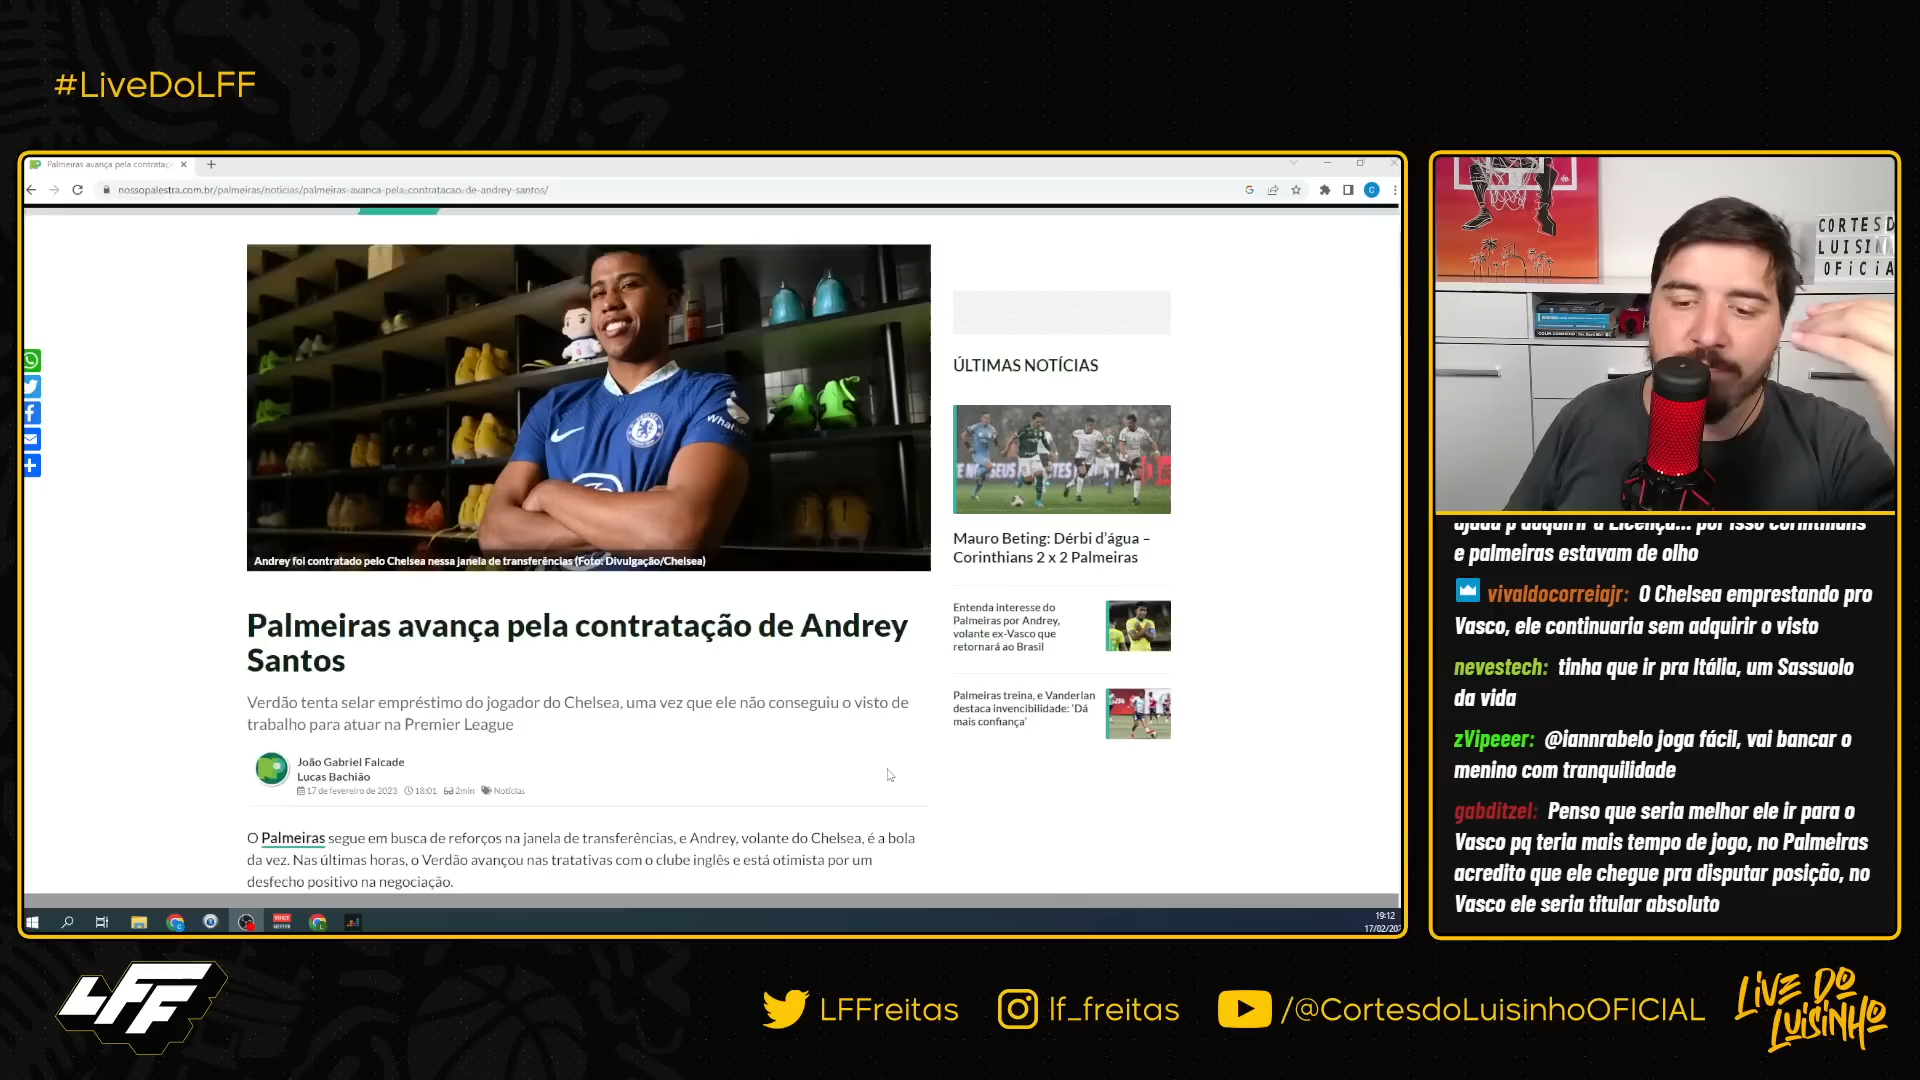 #LiveDoLFF
Palmeiras avança pela contrataç
nossopalestra.com.br/palmeiras/noticias/palmeiras-avanca-pela-contratacao-de-andrey-santos/
Andrey foi contratado pelo Chelsea nessa janela de transferências (Foto: Divulgação/Chelsea)
Palmeiras avança pela contratação de Andrey
Santos
Verdão tenta selar empréstimo do jogador do Chelsea, uma vez que ele não conseguiu o visto de
trabalho para atuar na Premier League
João Gabriel Falcade
Lucas Bachião
17 de fevereiro de 2023 18:01 2min Notícias
O Palmeiras segue em busca de reforços na janela de transferências, e Andrey, volante do Chelsea, é a bola
da vez. Nas últimas horas, o Verdão avançou nas tratativas com o clube inglês e está otimista por um
desfecho positivo na negociação.
ÚLTIMAS NOTÍCIAS
Mauro Beting: Dérbi d'água –
Corinthians 2 x 2 Palmeiras
Entenda interesse do
Palmeiras por Andrey,
volante ex-Vasco que
retornará ao Brasil
Palmeiras treina, e Vanderlan
destaca invencibilidade: 'Dá
mais confiança'
19:12
17/02/202
CORTESD
LUISIN
OFiCiA
ajuda p adquirir a Licença... por isso corinthians
e palmeiras estavam de olho
vivaldocorreiajr: O Chelsea emprestando pro
Vasco, ele continuaria sem adquirir o visto
nevestech: tinha que ir pra Itália, um Sassuolo
da vida
zVipeeer: @iannrabelo joga fácil, vai bancar o
menino com tranquilidade
gabditzel: Penso que seria melhor ele ir para o
Vasco pq teria mais tempo de jogo, no Palmeiras
acredito que ele chegue pra disputar posição, no
Vasco ele seria titular absoluto
LFF
LFFreitas
lf_freitas
/@CortesdoLuisinhoOFICIAL
LiVE DO
LUiSiNHO